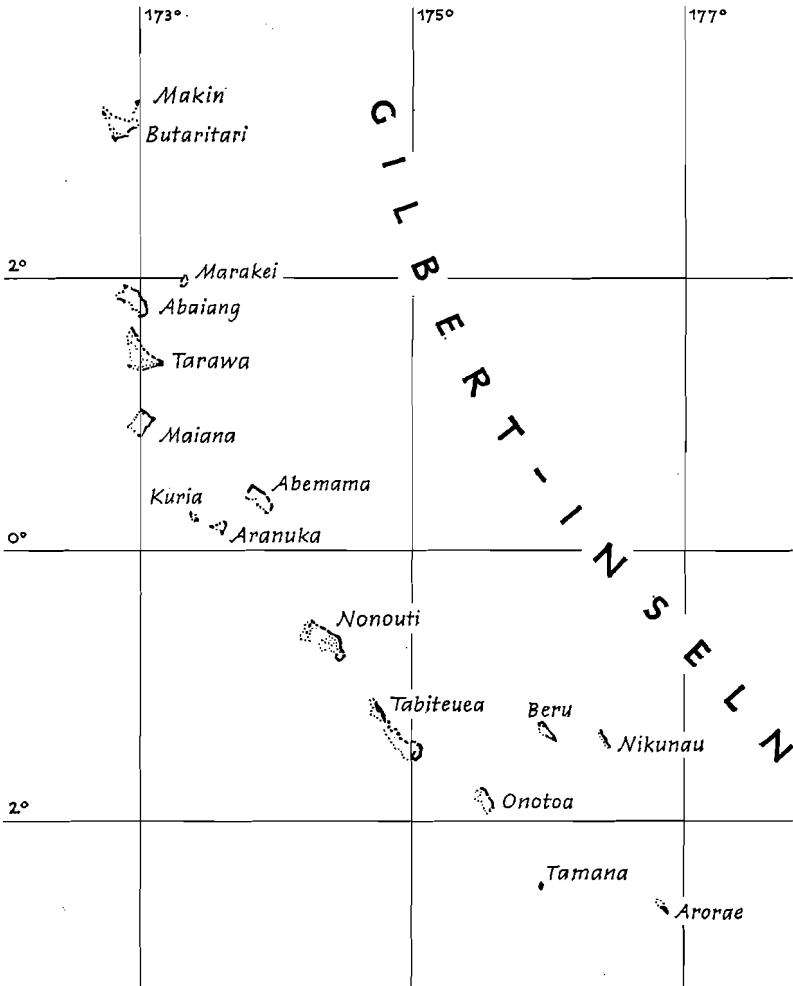 173° 175° 177°
Makin
Butaritari
GILBERT-INSELN
2°
Marakei
Abaiang
Tarawa
Maiana
Abemama
Kuria
Aranuka
0°
Nonouti
Tabiteuea
Beru
Nikunau
Onotoa
2°
Tamana
Arorae